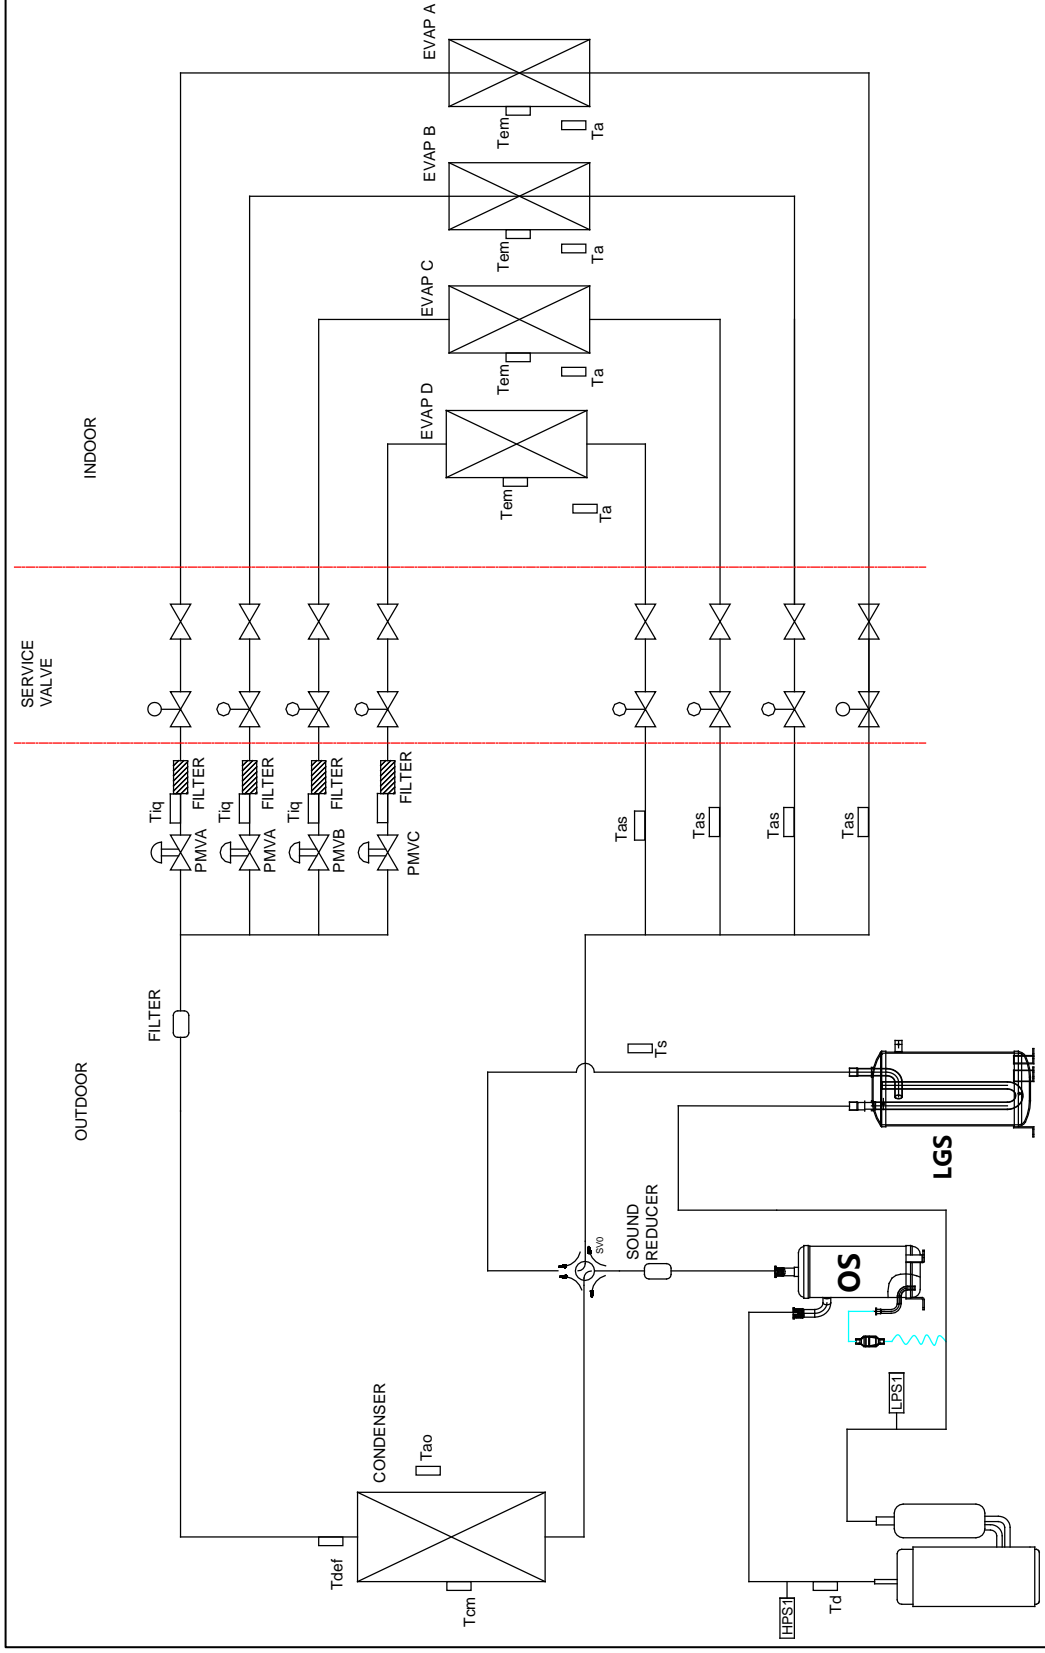 INDOOR
EVAP A
Tem
Ta
EVAP B
Tem
Ta
EVAP C
Tem
Ta
EVAP D
Tem
Ta
SERVICE
VALVE
OUTDOOR
Tiq
FILTER
PMVA
Tiq
FILTER
PMVA
Tiq
FILTER
PMVB
FILTER
PMVC
Tas
Tas
Tas
Tas
FILTER
Ts
LGS
SV0
SOUND
REDUCER
OS
CONDENSER
Tao
Tdef
Tcm
LPS1
HPS1
Td